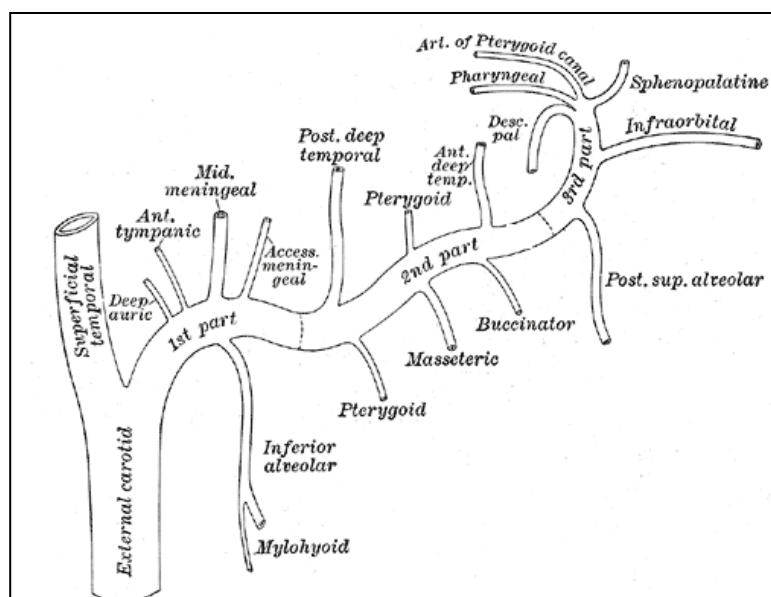 Art. of Pterygoid canal
Pharyngeal
Sphenopalatine
Desc.
pal
Infraorbital
3rd part
Post. deep
temporal
Ant.
deep
temp.
Mid.
meningeal
Pterygoid
Ant.
tympanic
Access.
menin-
geal
2nd part
Post. sup. alveolar
Deep
auric
Superficial
temporal
1st part
Buccinator
Masseteric
Pterygoid
Inferior
alveolar
External carotid
Mylohyoid